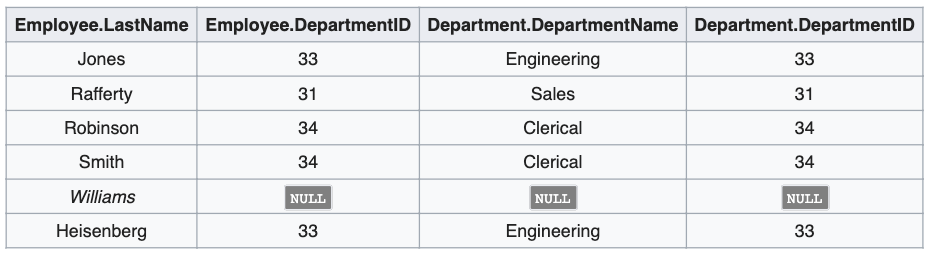 Employee.LastName Employee.DepartmentID Department.DepartmentName Department.DepartmentID
Jones 33 Engineering 33
Rafferty 31 Sales 31
Robinson 34 Clerical 34
Smith 34 Clerical 34
Williams NULL NULL NULL
Heisenberg 33 Engineering 33